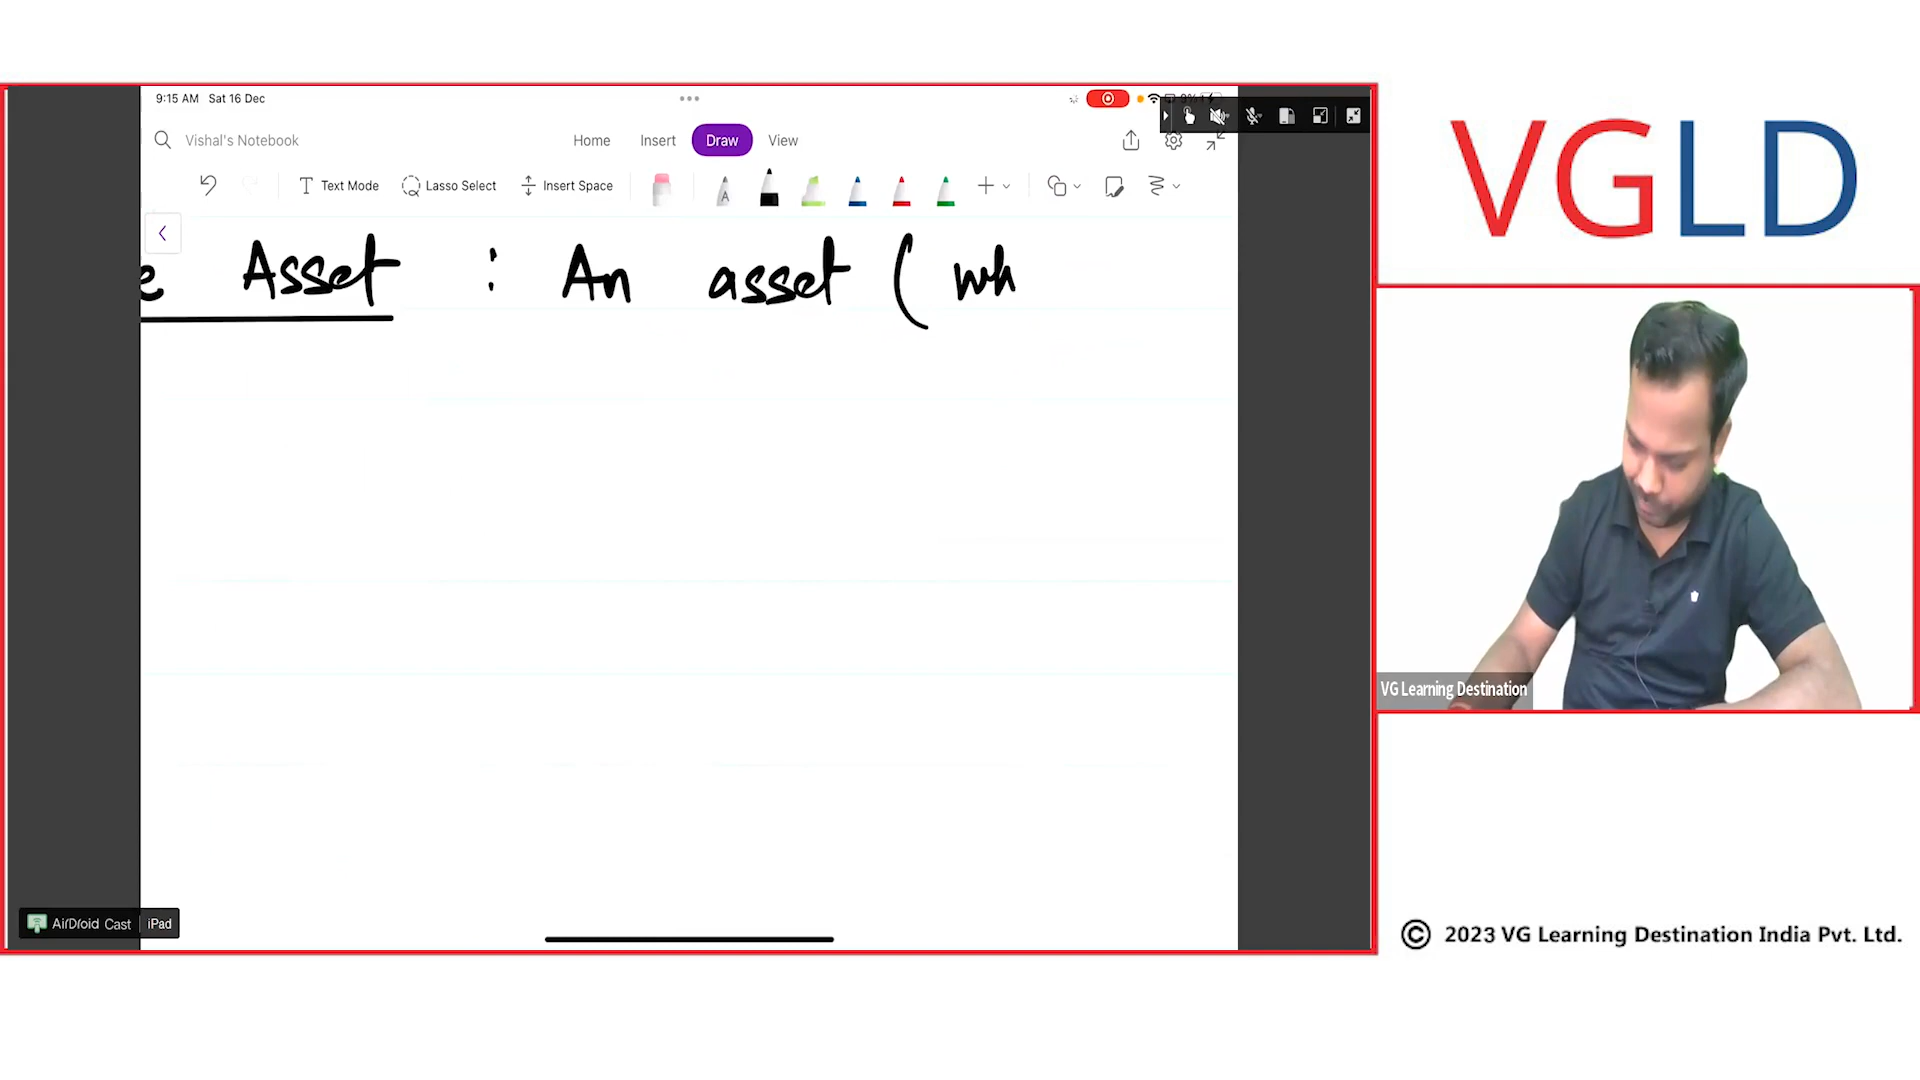 9:15 AM Sat 16 Dec
Vishal's Notebook
Home Insert Draw View
Text Mode Lasso Select Insert Space
e Asset : An asset ( wh
VGLD
VG Learning Destination
AirDroid Cast iPad
© 2023 VG Learning Destination India Pvt. Ltd.